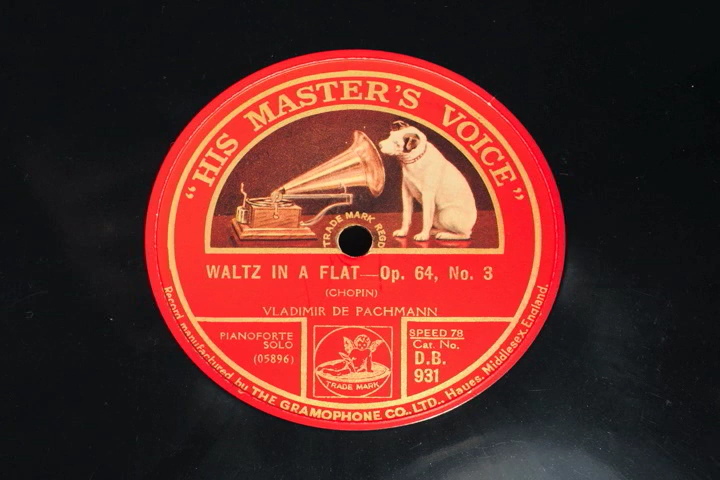 "HIS MASTER'S VOICE"
TRADE MARK REGD
WALTZ IN A FLAT—Op. 64, No. 3
(CHOPIN)
VLADIMIR DE PACHMANN
PIANOFORTE
SOLO
(05896)
TRADE MARK
SPEED 78
Cat. No.
D.B.
931
Record manufactured by THE GRAMOPHONE CO., LTD., Hayes, Middlesex, England.